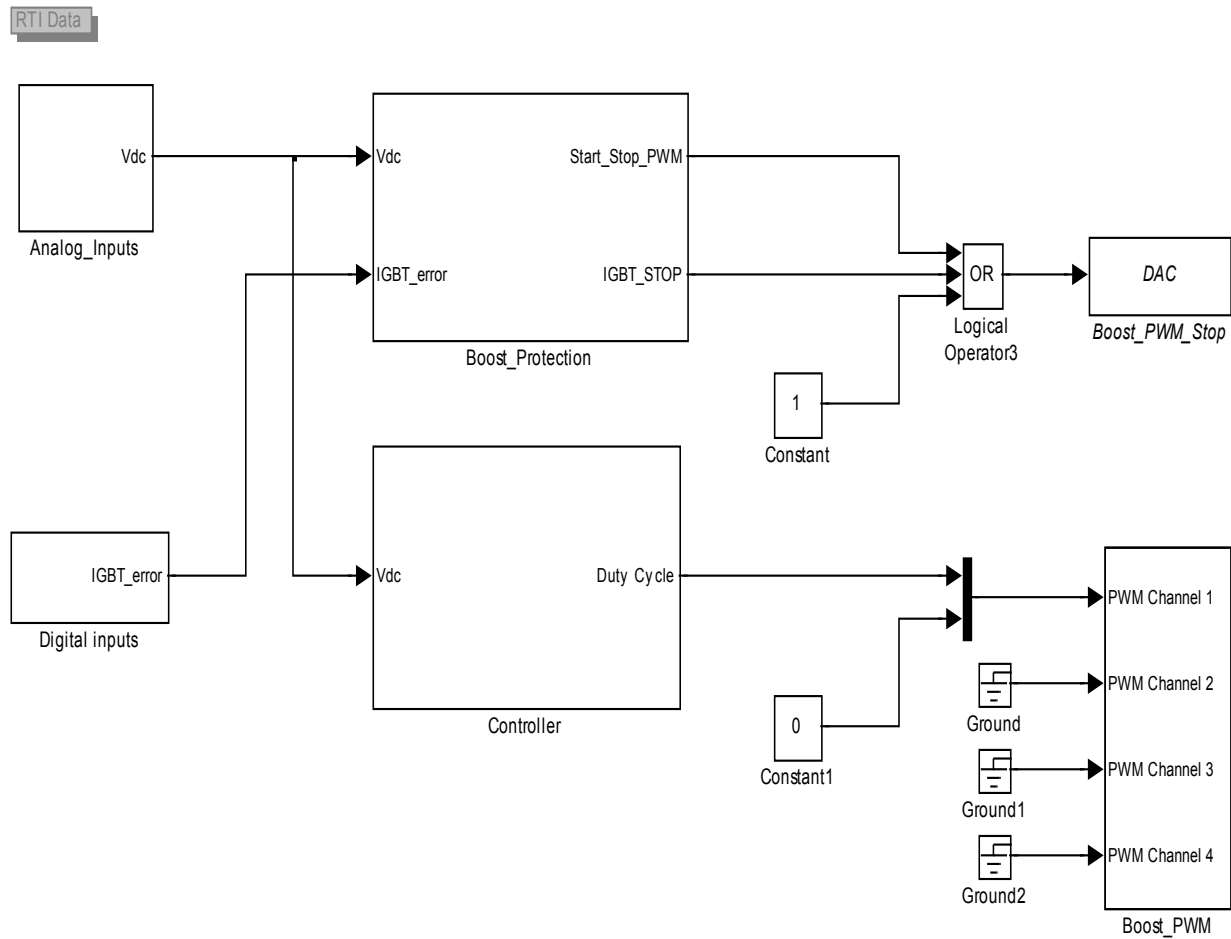 RTI Data
Vdc
Analog_Inputs
Vdc
Start_Stop_PWM
IGBT_error
IGBT_STOP
Boost_Protection
OR
Logical
Operator3
DAC
Boost_PWM_Stop
1
Constant
IGBT_error
Digital inputs
Vdc
Duty Cycle
Controller
0
Constant1
PWM Channel 1
PWM Channel 2
PWM Channel 3
PWM Channel 4
Ground
Ground1
Ground2
Boost_PWM